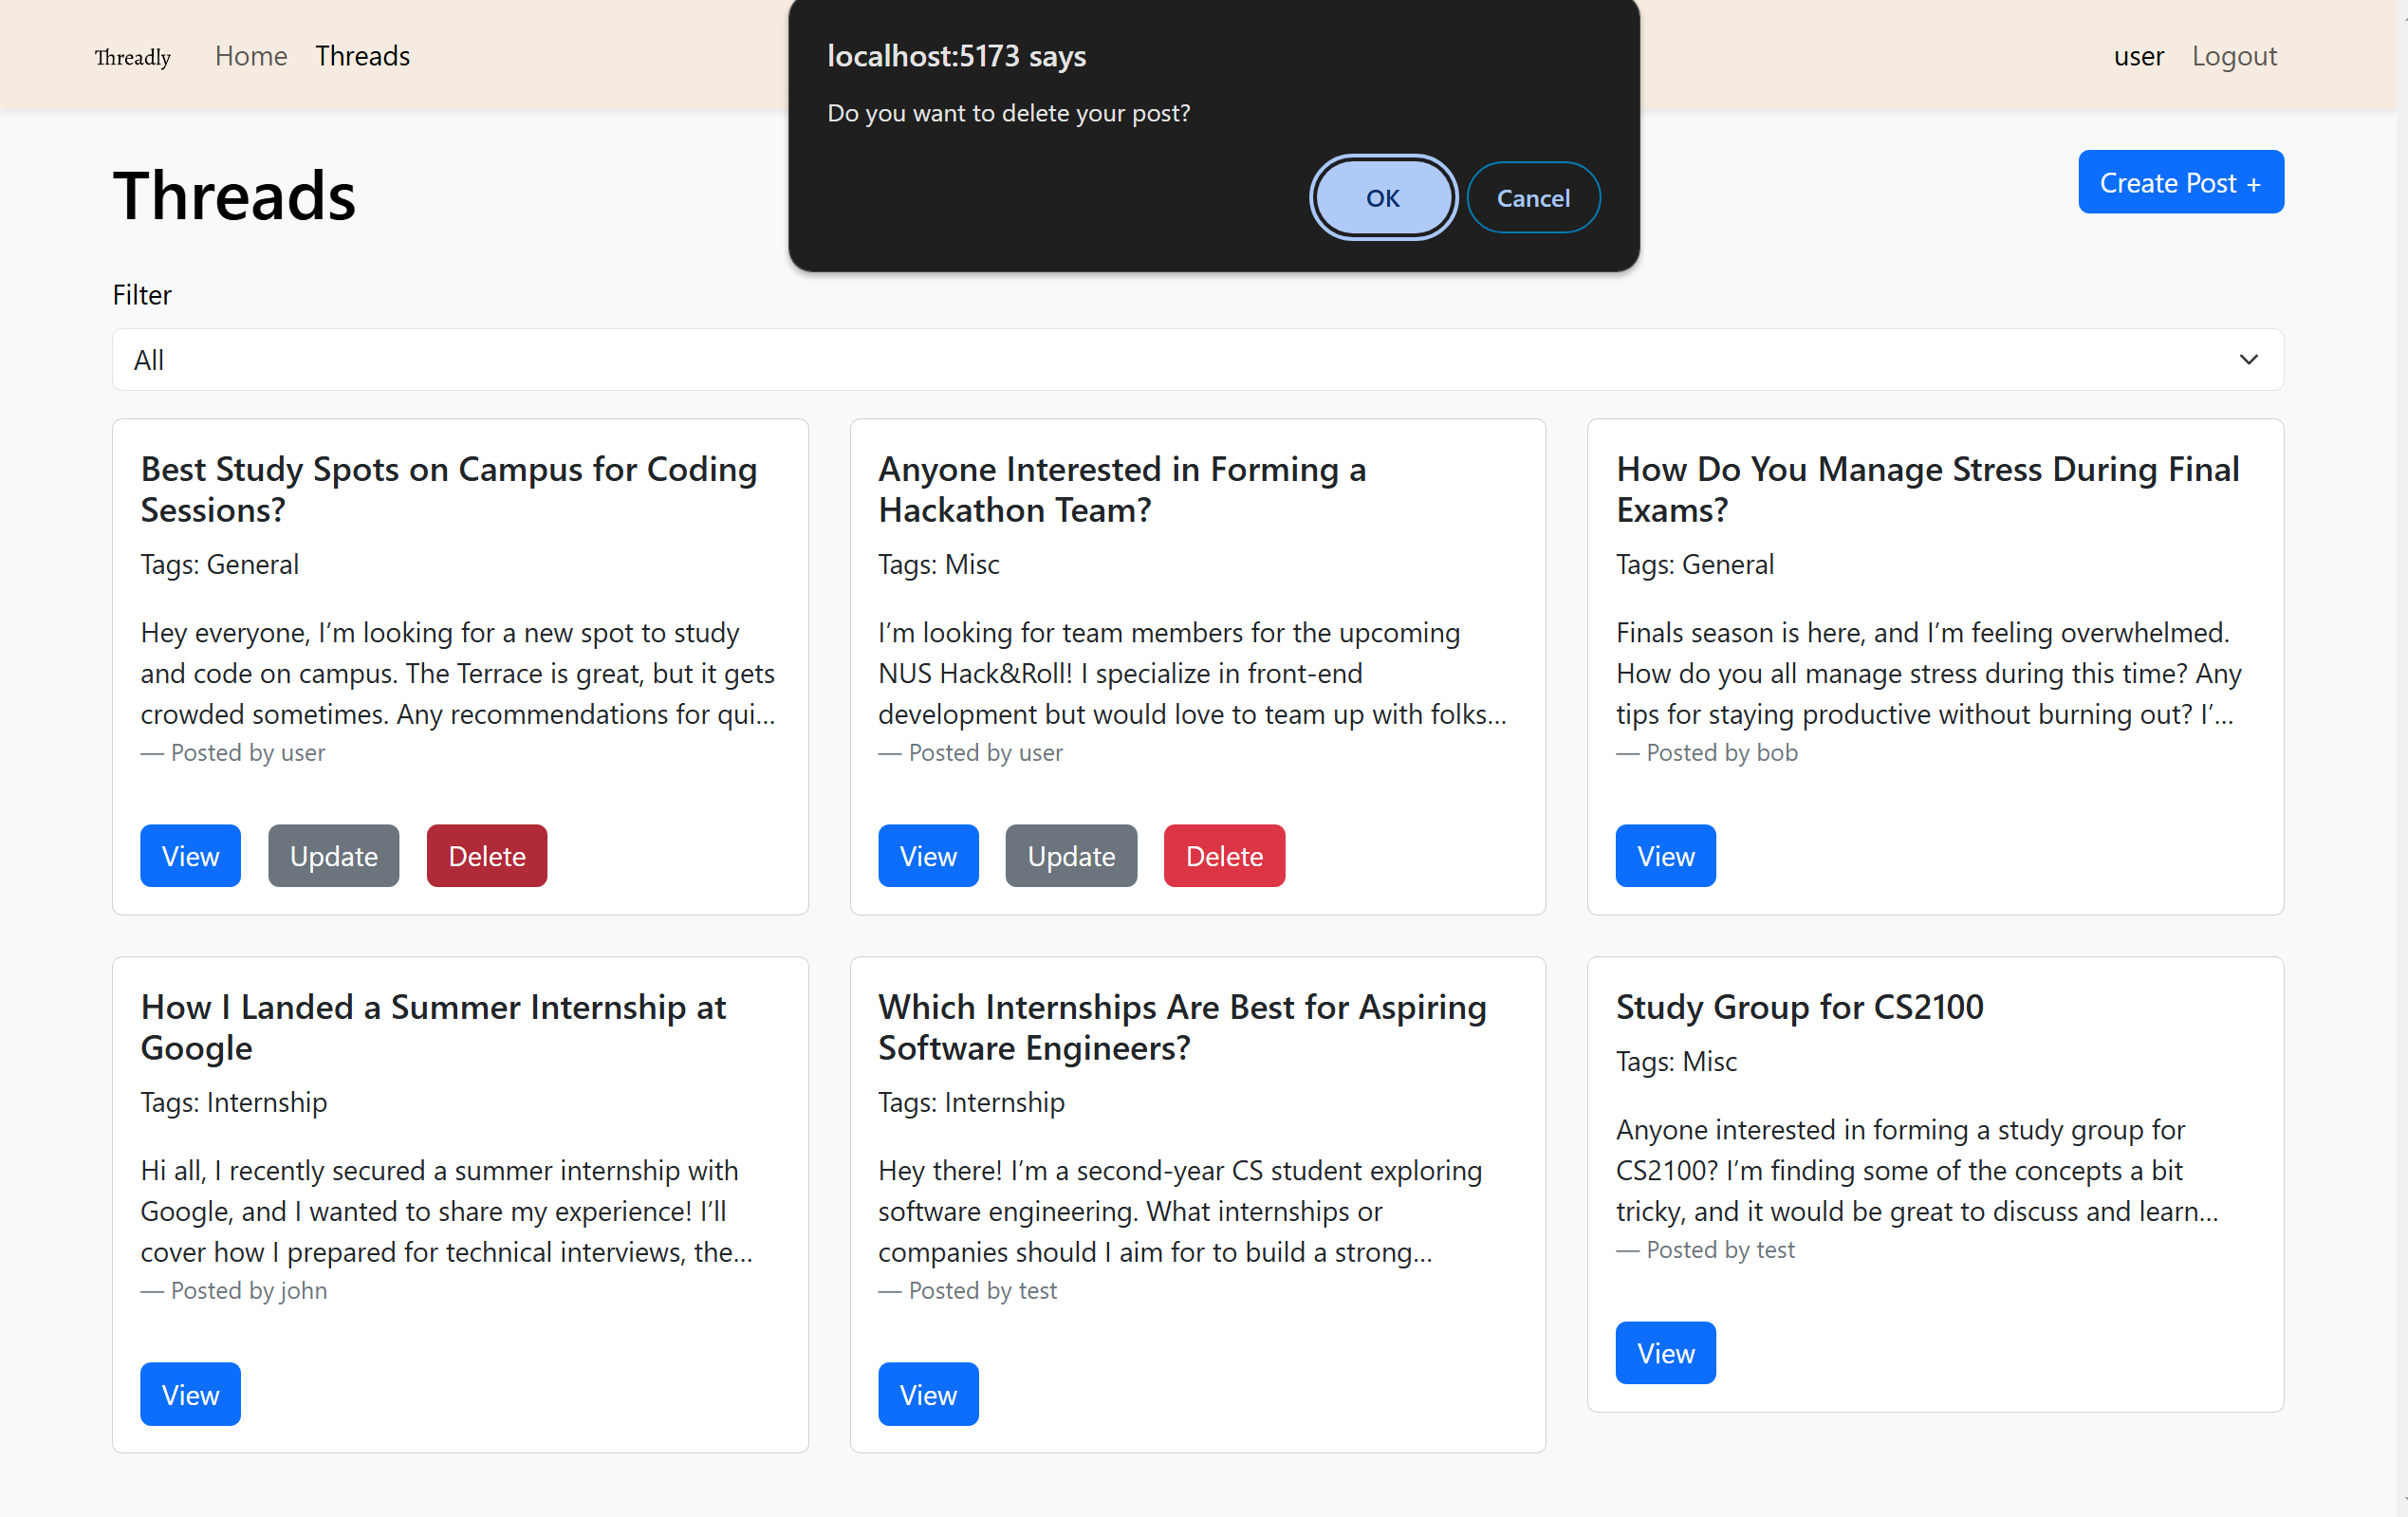 Threadly
Home
Threads
user
Logout
localhost:5173 says
Do you want to delete your post?
OK
Cancel
Threads
Create Post +
Filter
All
Best Study Spots on Campus for Coding
Sessions?
Tags: General
Hey everyone, I’m looking for a new spot to study
and code on campus. The Terrace is great, but it gets
crowded sometimes. Any recommendations for qui...
— Posted by user
View
Update
Delete
Anyone Interested in Forming a
Hackathon Team?
Tags: Misc
I’m looking for team members for the upcoming
NUS Hack&Roll! I specialize in front-end
development but would love to team up with folks...
— Posted by user
View
Update
Delete
How Do You Manage Stress During Final
Exams?
Tags: General
Finals season is here, and I’m feeling overwhelmed.
How do you all manage stress during this time? Any
tips for staying productive without burning out? I’...
— Posted by bob
View
How I Landed a Summer Internship at
Google
Tags: Internship
Hi all, I recently secured a summer internship with
Google, and I wanted to share my experience! I’ll
cover how I prepared for technical interviews, the...
— Posted by john
View
Which Internships Are Best for Aspiring
Software Engineers?
Tags: Internship
Hey there! I’m a second-year CS student exploring
software engineering. What internships or
companies should I aim for to build a strong...
— Posted by test
View
Study Group for CS2100
Tags: Misc
Anyone interested in forming a study group for
CS2100? I’m finding some of the concepts a bit
tricky, and it would be great to discuss and learn...
— Posted by test
View